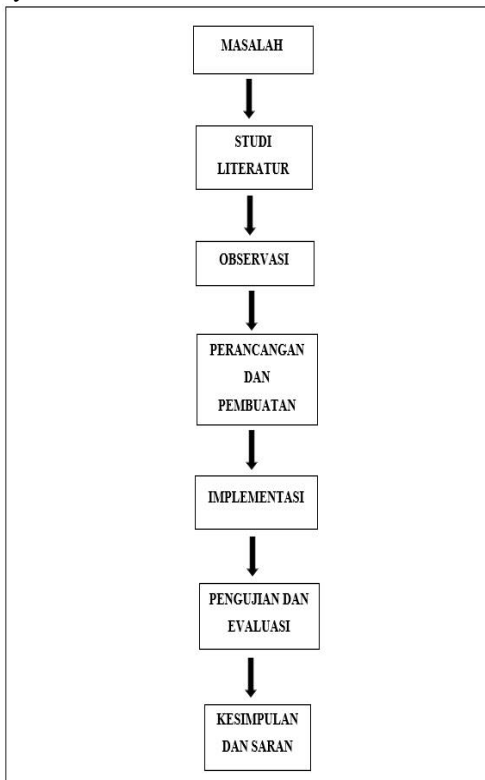 MASALAH
STUDI
LITERATUR
OBSERVASI
PERANCANGAN
DAN
PEMBUATAN
IMPLEMENTASI
PENGUJIAN DAN
EVALUASI
KESIMPULAN
DAN SARAN